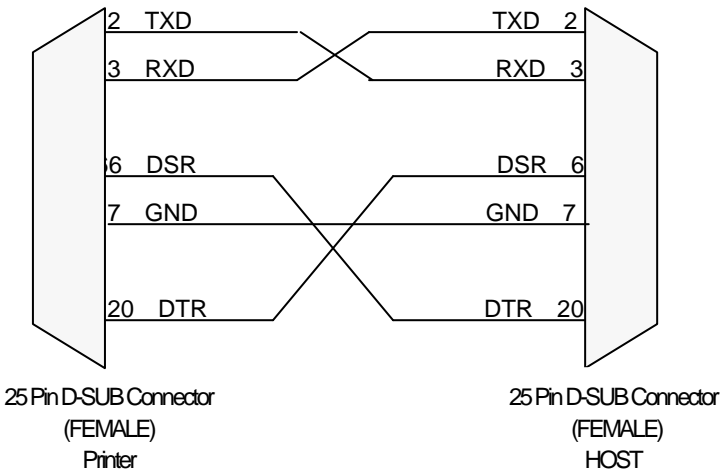 2 TXD TXD 2
3 RXD RXD 3
66 DSR DSR 6
7 GND GND 7
20 DTR DTR 20
25 Pin D-SUB Connector 25 Pin D-SUB Connector
(FEMALE) (FEMALE)
Printer HOST